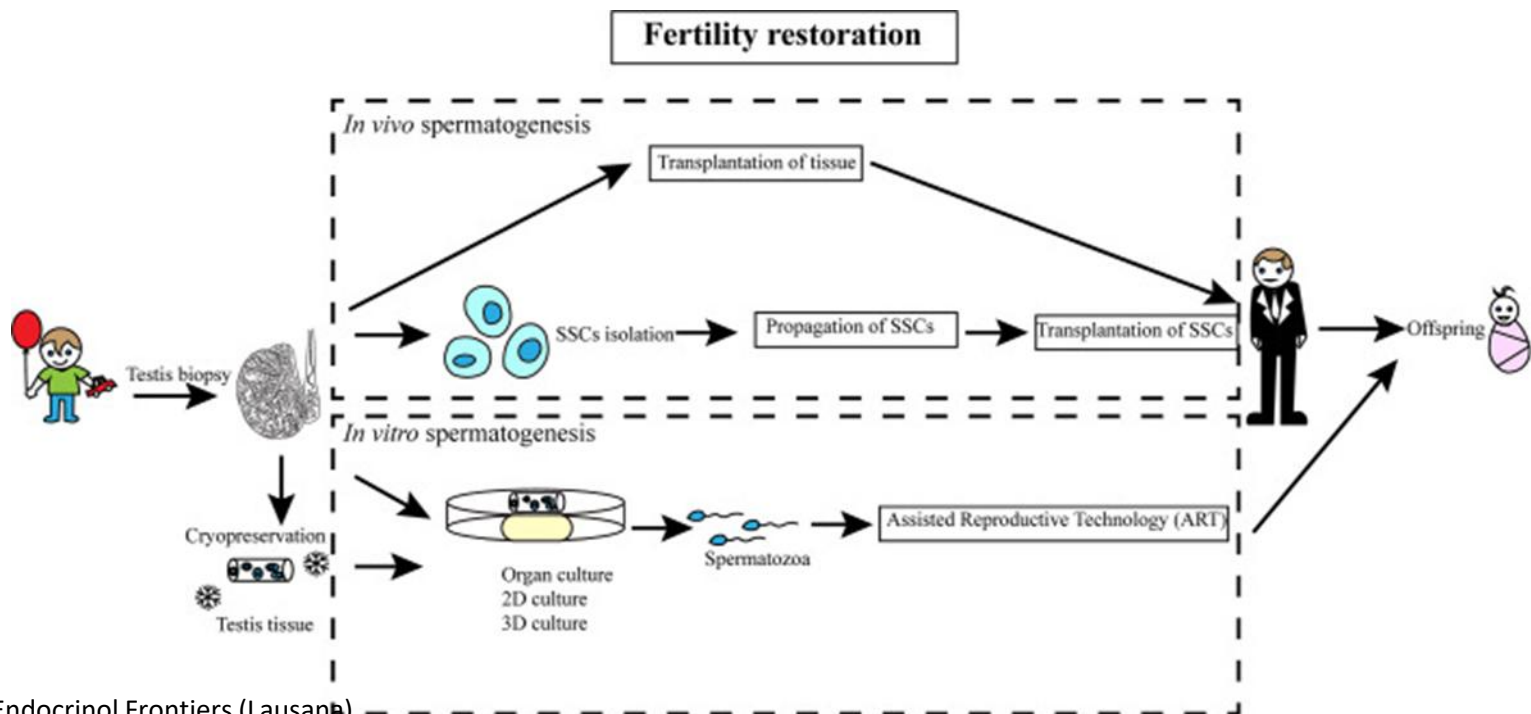 Fertility restoration
In vivo spermatogenesis
Transplantation of tissue
SSCs isolation
Propagation of SSCs
Transplantation of SSCs
Offspring
Testis biopsy
In vitro spermatogenesis
Cryopreservation
Testis tissue
Organ culture
2D culture
3D culture
Spermatozoa
Assisted Reproductive Technology (ART)
Endocrinol Frontiers (Lausane)